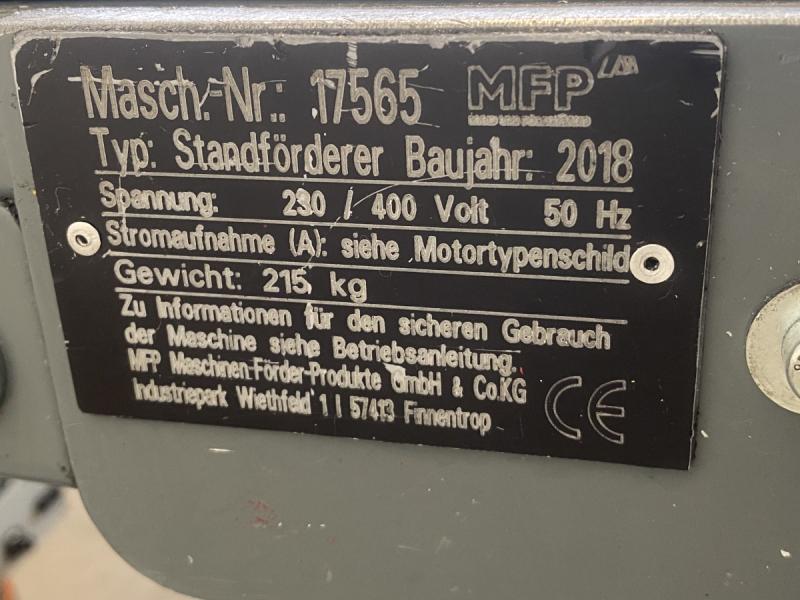 Masch.-Nr.: 17565 MFP
Typ: Standförderer Baujahr: 2018
Spannung: 230 / 400 Volt 50 Hz
Stromaufnahme (A): siehe Motortypenschild
Gewicht: 215 kg
Zu Informationen für den sicheren Gebrauch
der Maschine siehe Betriebsanleitung.
MFP Maschinen-Förder-Produkte GmbH & Co.KG
Industriepark Wiethfeld 1 | 57413 Finnentrop
CE